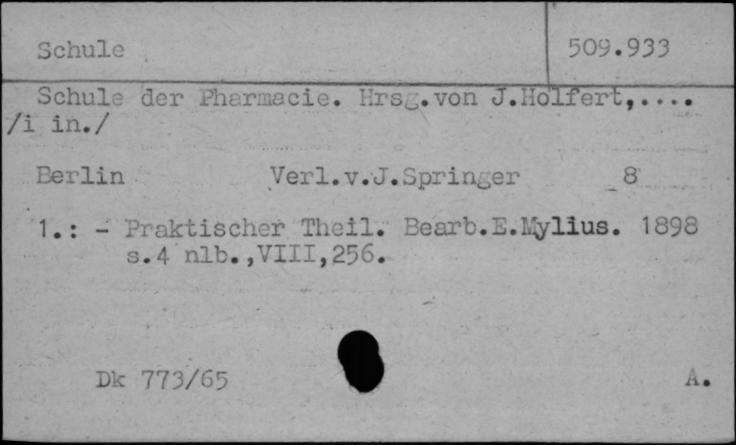 Schule 509.933
Schule der Pharmacie. Hrsg.von J.Holfert,....
/i in./
Berlin Verl.v.J.Springer 8
1.: - Praktischer Theil. Bearb.E.Mylius. 1898
s.4 nlb.,VIII,256.
Dk 773/65 A.